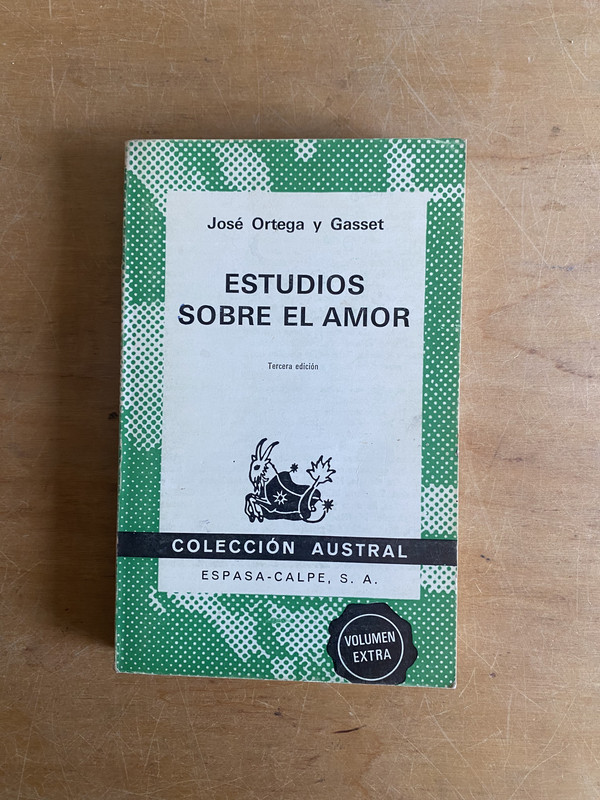 José Ortega y Gasset
ESTUDIOS
SOBRE EL AMOR
Tercera edición
COLECCIÓN AUSTRAL
ESPASA-CALPE, S. A.
VOLUMEN
EXTRA